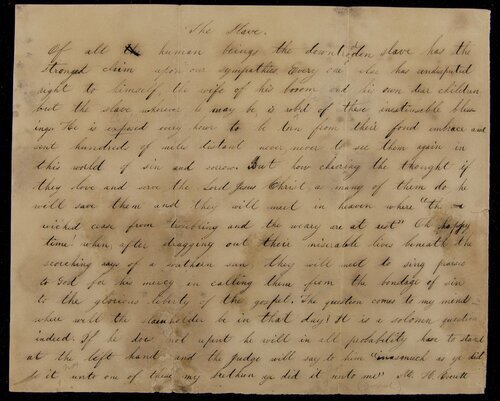 The Slave.
Of all human beings the downtroden slave has the
strongest claim upon our sympathies. Every one else has undisputed
right to himself, the wife of his bosom and his own dear children
but the slave wherever he may be is rob'd of these inestimable bless
ings. He is exposed every hour to be torn from their fond embrace and
sent hundreds of miles distant never never to see them again in
this world of sin and sorrow. But how cheering the thought if
they love and serve the Lord Jesus Christ as many of them do he
will save them and they will meet in heaven where "the
wicked cease from troubling and the weary are at rest" Oh happy
time when after dragging out their miserable lives beneath the
scorching rays of a southern sun, they will meet to sing praises
to God for his mercy in calling them from the bondage of sin
to the glorious liberty of the gospel. The question comes to my mind
where will the slaveholder be in that day? It is a solomn question
indeed. If he does not repent he will in all probability have to stand
at the left hand and the Judge will say to him "inasmuch as ye did
it unto one of these my brethren ye did it unto me" M. H.